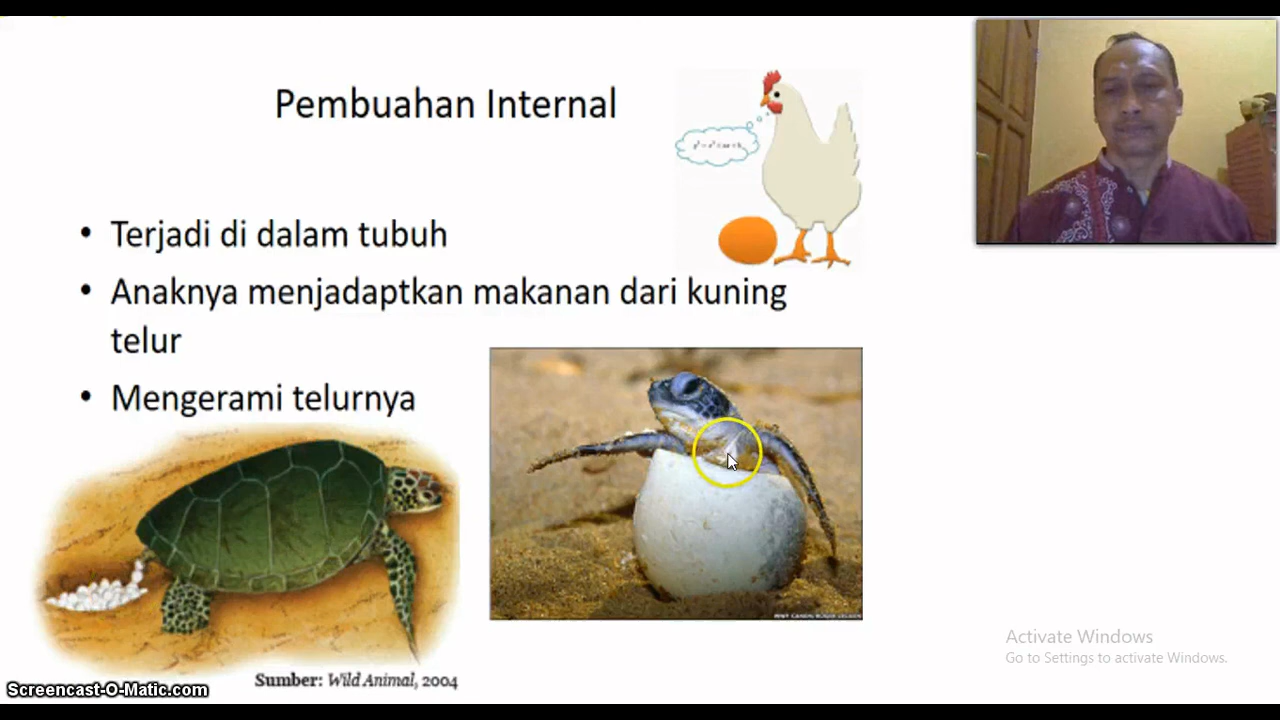 Pembuahan Internal
• Terjadi di dalam tubuh
• Anaknya menjadaptkan makanan dari kuning
telur
• Mengerami telurnya
Sumber: Wild Animal, 2004
Activate Windows
Go to Settings to activate Windows.
Screencast-O-Matic.com